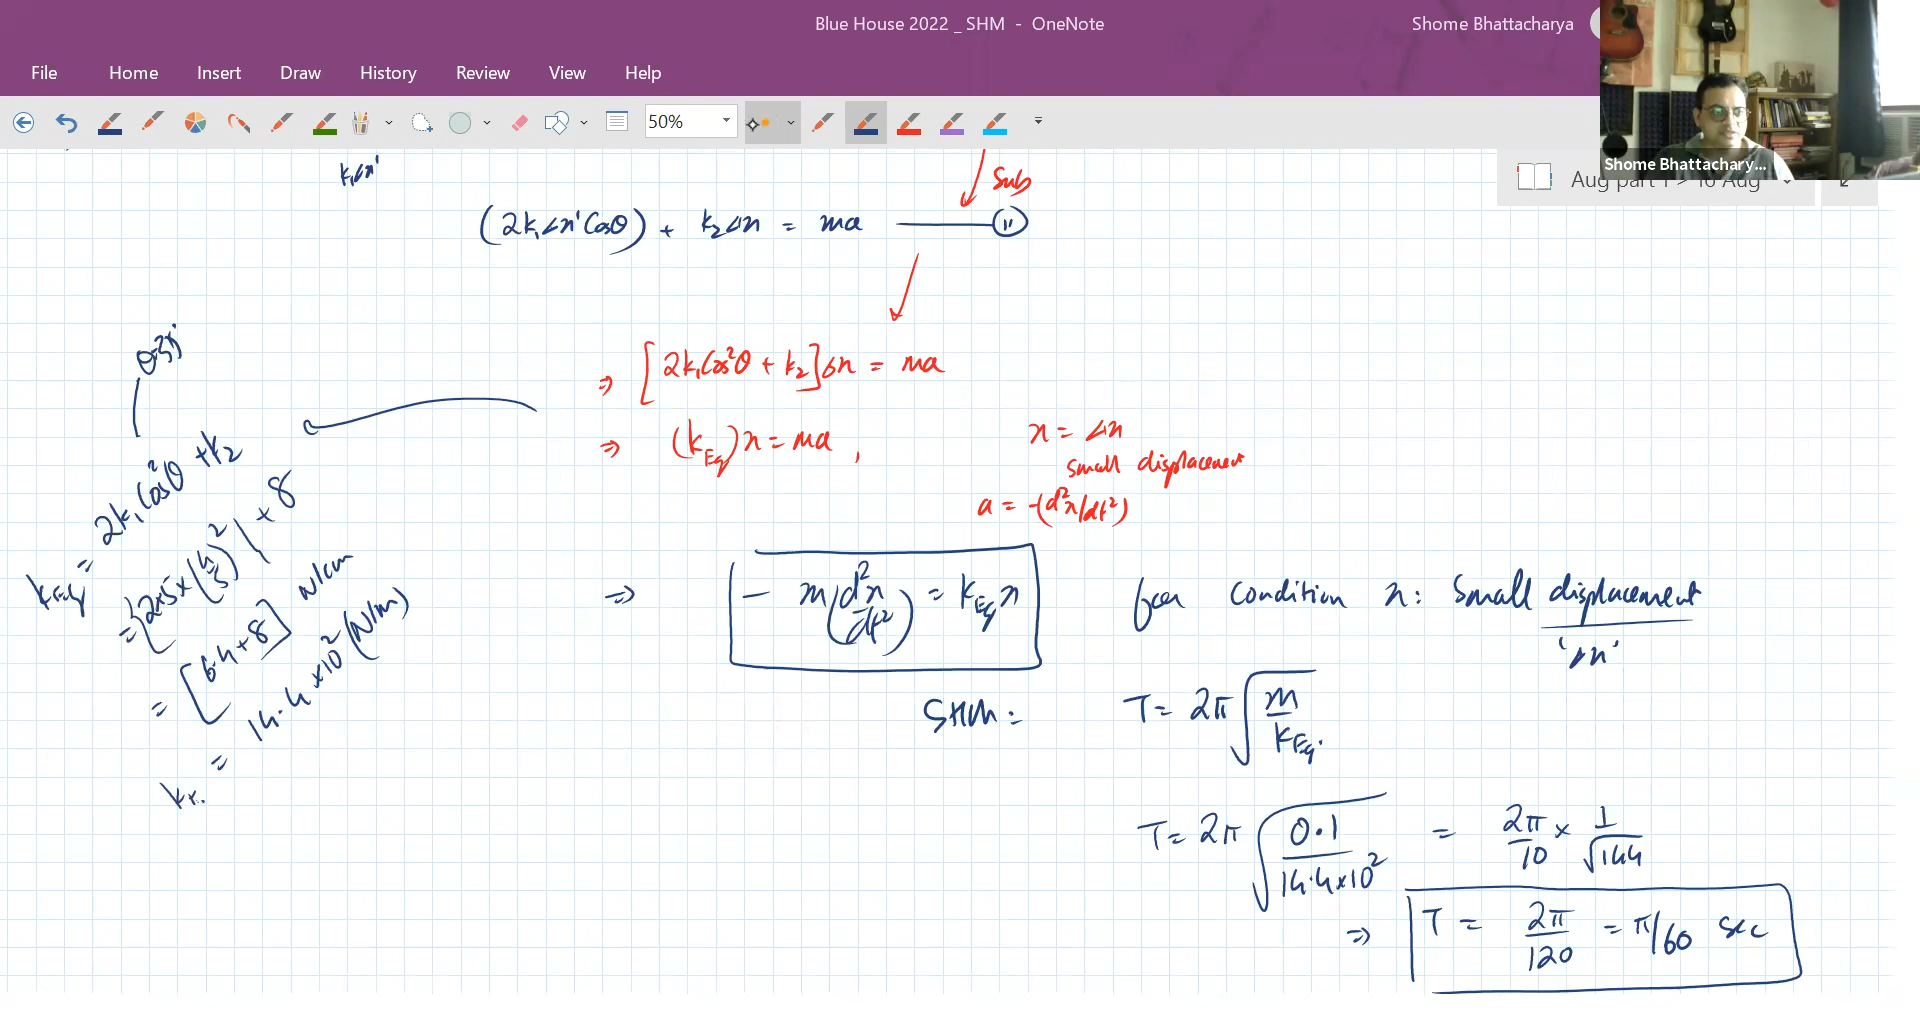 Blue House 2022 _ SHM - OneNote
Shome Bhattacharya
File Home Insert Draw History Review View Help
50%
Shome Bhattachary...
Aug part 1 > 16 Aug
k₁Δx'
Sub
(2k₁Δx' Cosθ) + k₂Δx = ma ——— (11)
⇒ [2k₁Cos²θ + k₂]Δx = ma
⇒ (k_Eq)x = ma ,
x = Δx
small displacement
a = -(d²x/dt²)
θ=37°
k_Eq = 2k₁Cos²θ + k₂
= [2×5×(4/5)²] + 8
= [6.4+8] N/cm
= 14.4×10² (N/m)
⇒ - m(d²x/dt²) = k_Eq x
for Condition x: Small displacement
'Δx'
SHM: T = 2π √(m/k_Eq.)
T = 2π √(0.1/14.4×10²) = 2π/10 × 1/√144
⇒ T = 2π/120 = π/60 sec